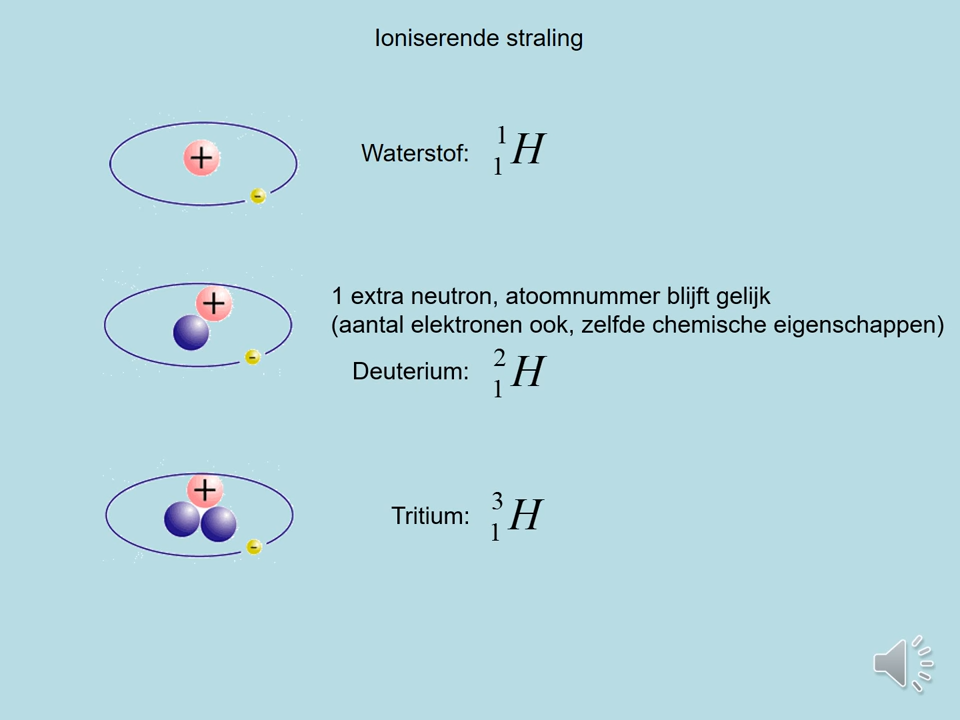 Ioniserende straling
+
-
Waterstof: ¹₁H
1 extra neutron, atoomnummer blijft gelijk
(aantal elektronen ook, zelfde chemische eigenschappen)
+
-
Deuterium: ²₁H
+
-
Tritium: ³₁H